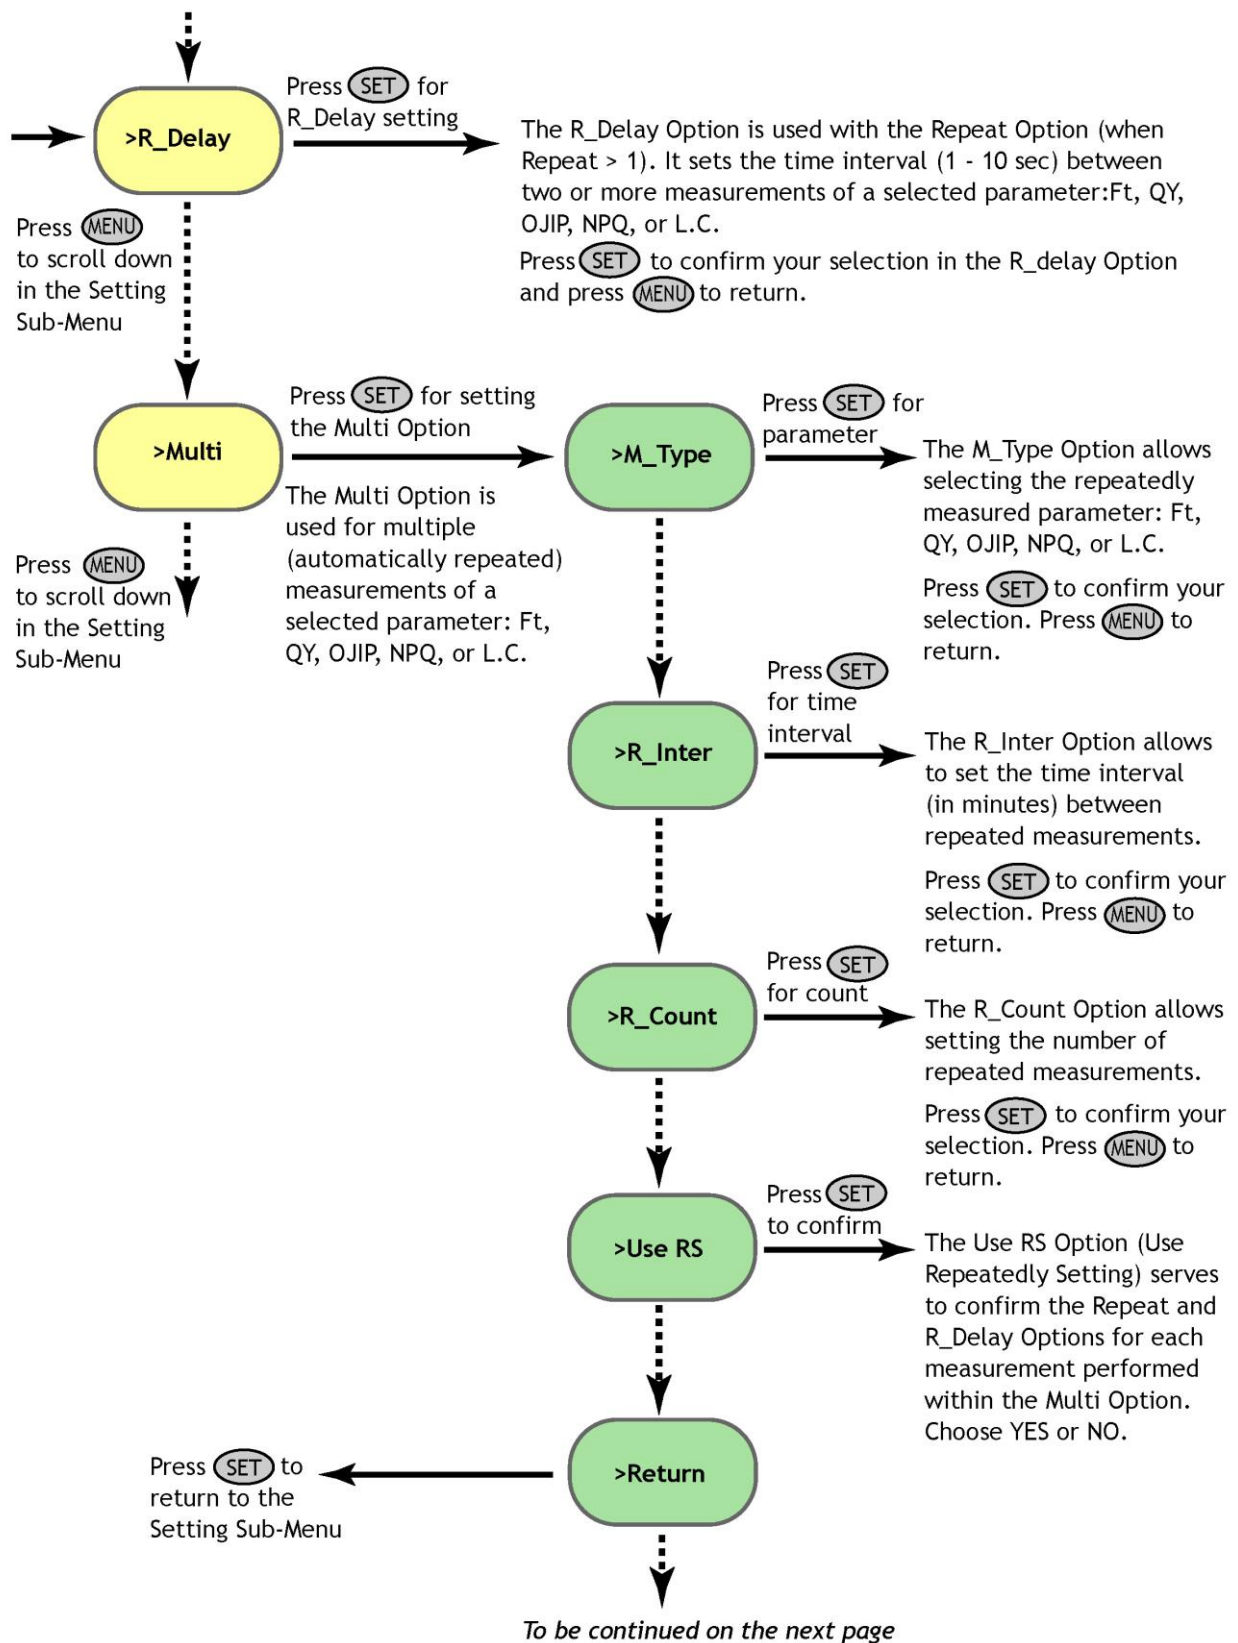 >R_Delay
Press SET for
R_Delay setting
The R_Delay Option is used with the Repeat Option (when
Repeat > 1). It sets the time interval (1 - 10 sec) between
two or more measurements of a selected parameter:Ft, QY,
OJIP, NPQ, or L.C.
Press SET to confirm your selection in the R_delay Option
and press MENU to return.
Press MENU
to scroll down
in the Setting
Sub-Menu
>Multi
Press SET for setting
the Multi Option
The Multi Option is
used for multiple
(automatically repeated)
measurements of a
selected parameter: Ft,
QY, OJIP, NPQ, or L.C.
Press MENU
to scroll down
in the Setting
Sub-Menu
>M_Type
Press SET for
parameter
The M_Type Option allows
selecting the repeatedly
measured parameter: Ft,
QY, OJIP, NPQ, or L.C.
Press SET to confirm your
selection. Press MENU to
return.
>R_Inter
Press SET
for time
interval
The R_Inter Option allows
to set the time interval
(in minutes) between
repeated measurements.
Press SET to confirm your
selection. Press MENU to
return.
>R_Count
Press SET
for count
The R_Count Option allows
setting the number of
repeated measurements.
Press SET to confirm your
selection. Press MENU to
return.
>Use RS
Press SET
to confirm
The Use RS Option (Use
Repeatedly Setting) serves
to confirm the Repeat and
R_Delay Options for each
measurement performed
within the Multi Option.
Choose YES or NO.
>Return
Press SET to
return to the
Setting Sub-Menu
To be continued on the next page